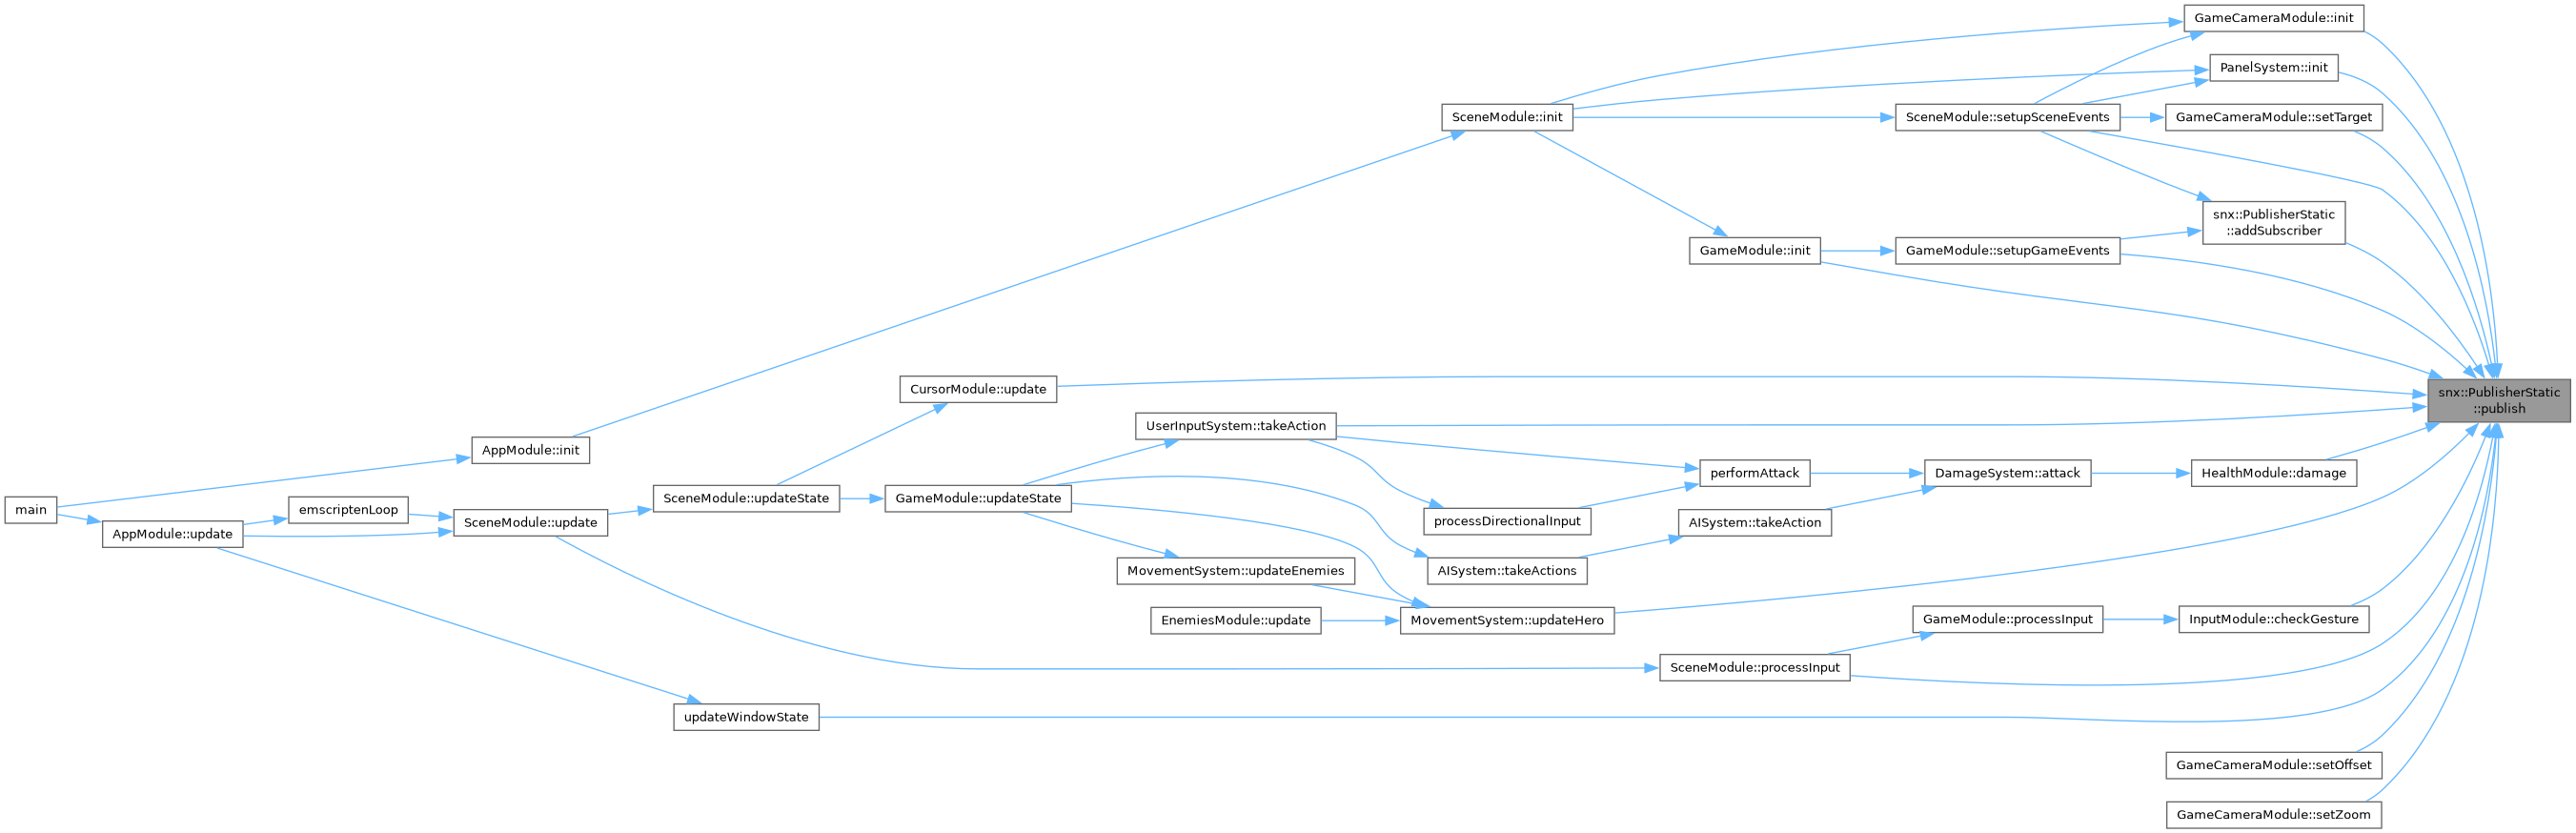 GameCameraModule::init
PanelSystem::init
SceneModule::init
SceneModule::setupSceneEvents
GameCameraModule::setTarget
snx::PublisherStatic
::addSubscriber
GameModule::init
GameModule::setupGameEvents
CursorModule::update
snx::PublisherStatic
::publish
UserInputSystem::takeAction
AppModule::init
performAttack
DamageSystem::attack
HealthModule::damage
main
emscriptenLoop
SceneModule::updateState
GameModule::updateState
AppModule::update
SceneModule::update
processDirectionalInput
AISystem::takeAction
MovementSystem::updateEnemies
AISystem::takeActions
EnemiesModule::update
MovementSystem::updateHero
GameModule::processInput
InputModule::checkGesture
SceneModule::processInput
updateWindowState
GameCameraModule::setOffset
GameCameraModule::setZoom